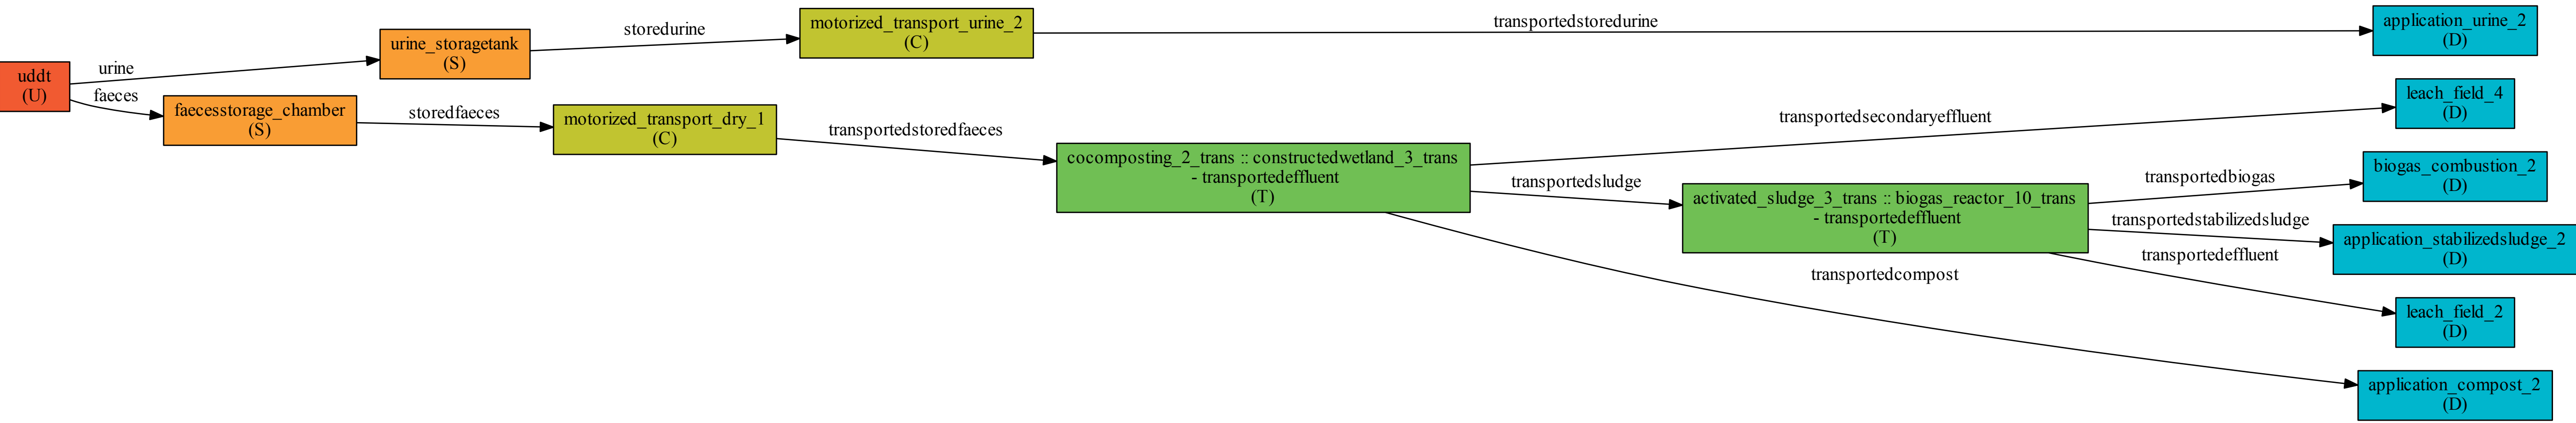 uddt
(U)
urine
faeces
urine_storagetank
(S)
faecesstorage_chamber
(S)
storedurine
storedfaeces
motorized_transport_urine_2
(C)
motorized_transport_dry_1
(C)
transportedstoredurine
transportedstoredfaeces
cocomposting_2_trans :: constructedwetland_3_trans
- transportedeffluent
(T)
transportedsecondaryeffluent
transportedsludge
transportedcompost
activated_sludge_3_trans :: biogas_reactor_10_trans
- transportedeffluent
(T)
transportedbiogas
transportedstabilizedsludge
transportedeffluent
application_urine_2
(D)
leach_field_4
(D)
biogas_combustion_2
(D)
application_stabilizedsludge_2
(D)
leach_field_2
(D)
application_compost_2
(D)